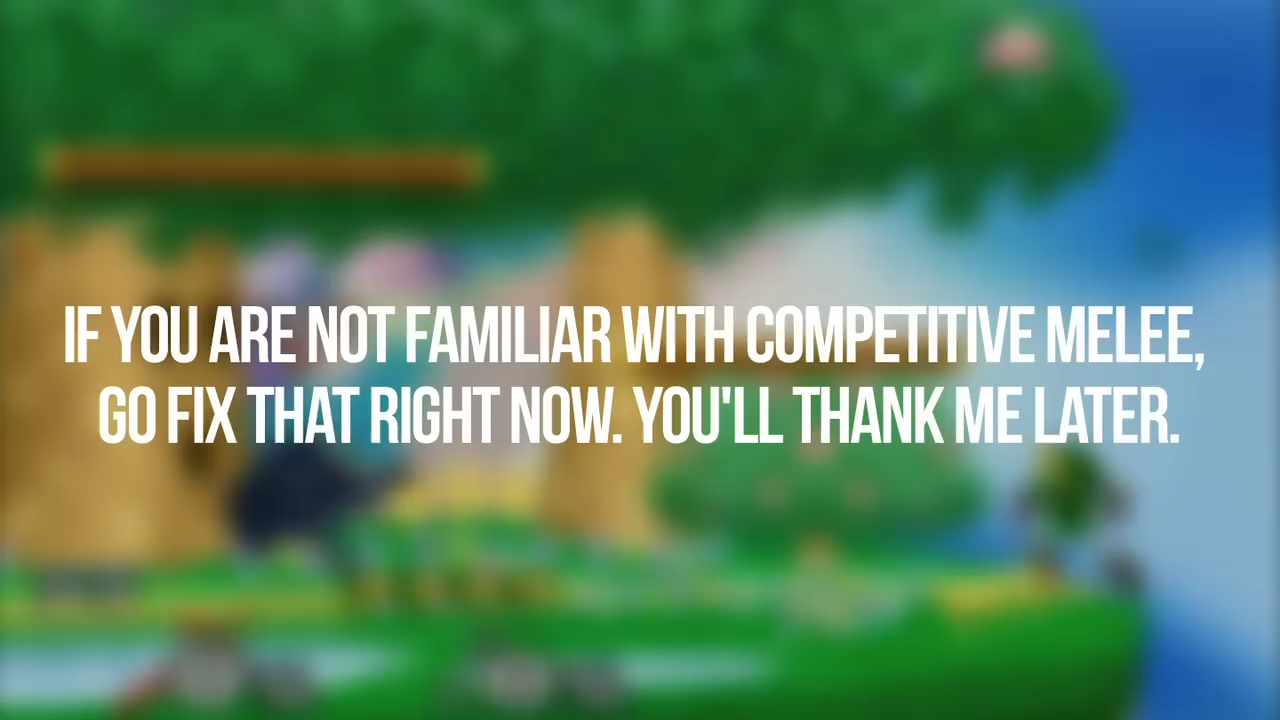 IF YOU ARE NOT FAMILIAR WITH COMPETITIVE MELEE,
GO FIX THAT RIGHT NOW. YOU'LL THANK ME LATER.